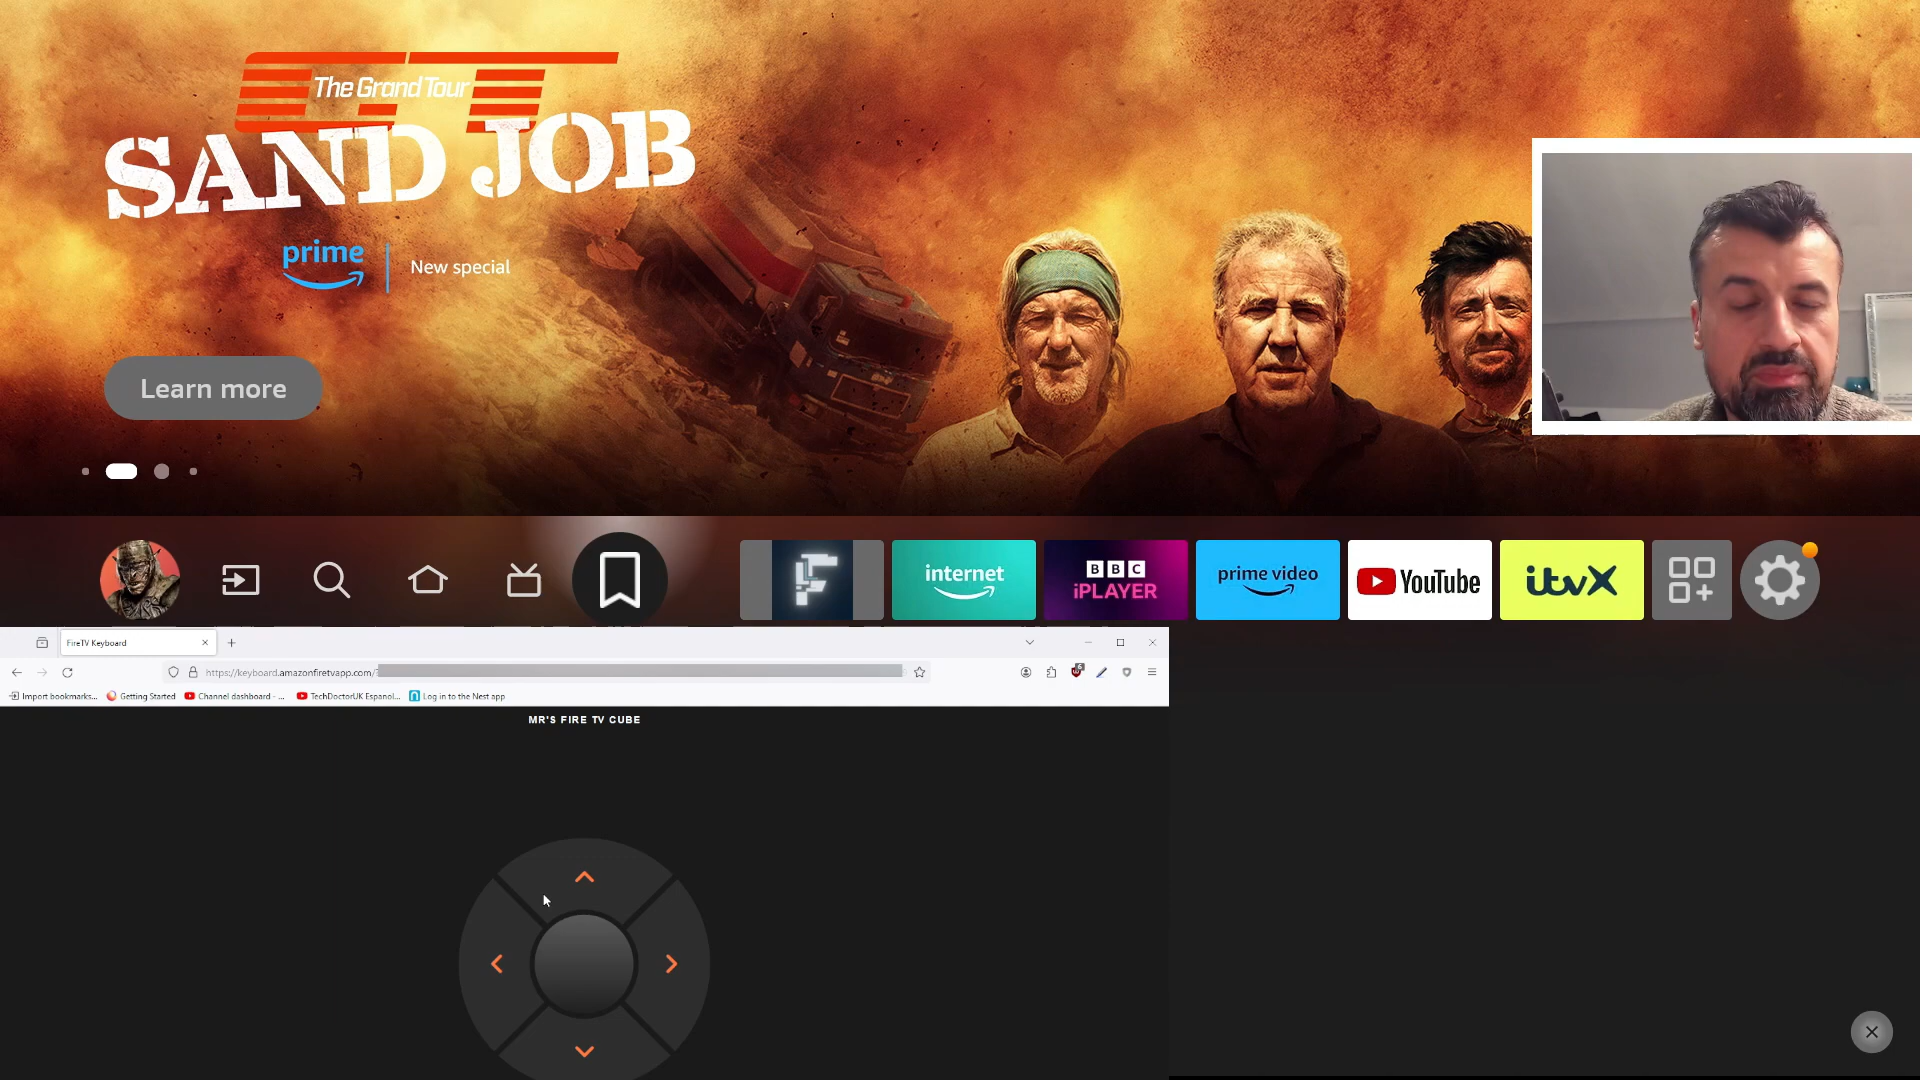 The Grand Tour
SAND JOB
prime
New special
Learn more
internet
BBC
iPLAYER
prime video
YouTube
itvX
FireTV Keyboard
https://keyboard.amazonfiretvapp.com/
6
Import bookmarks...
Getting Started
Channel dashboard - ...
TechDoctorUK Espanol...
Log in to the Nest app
MR'S FIRE TV CUBE